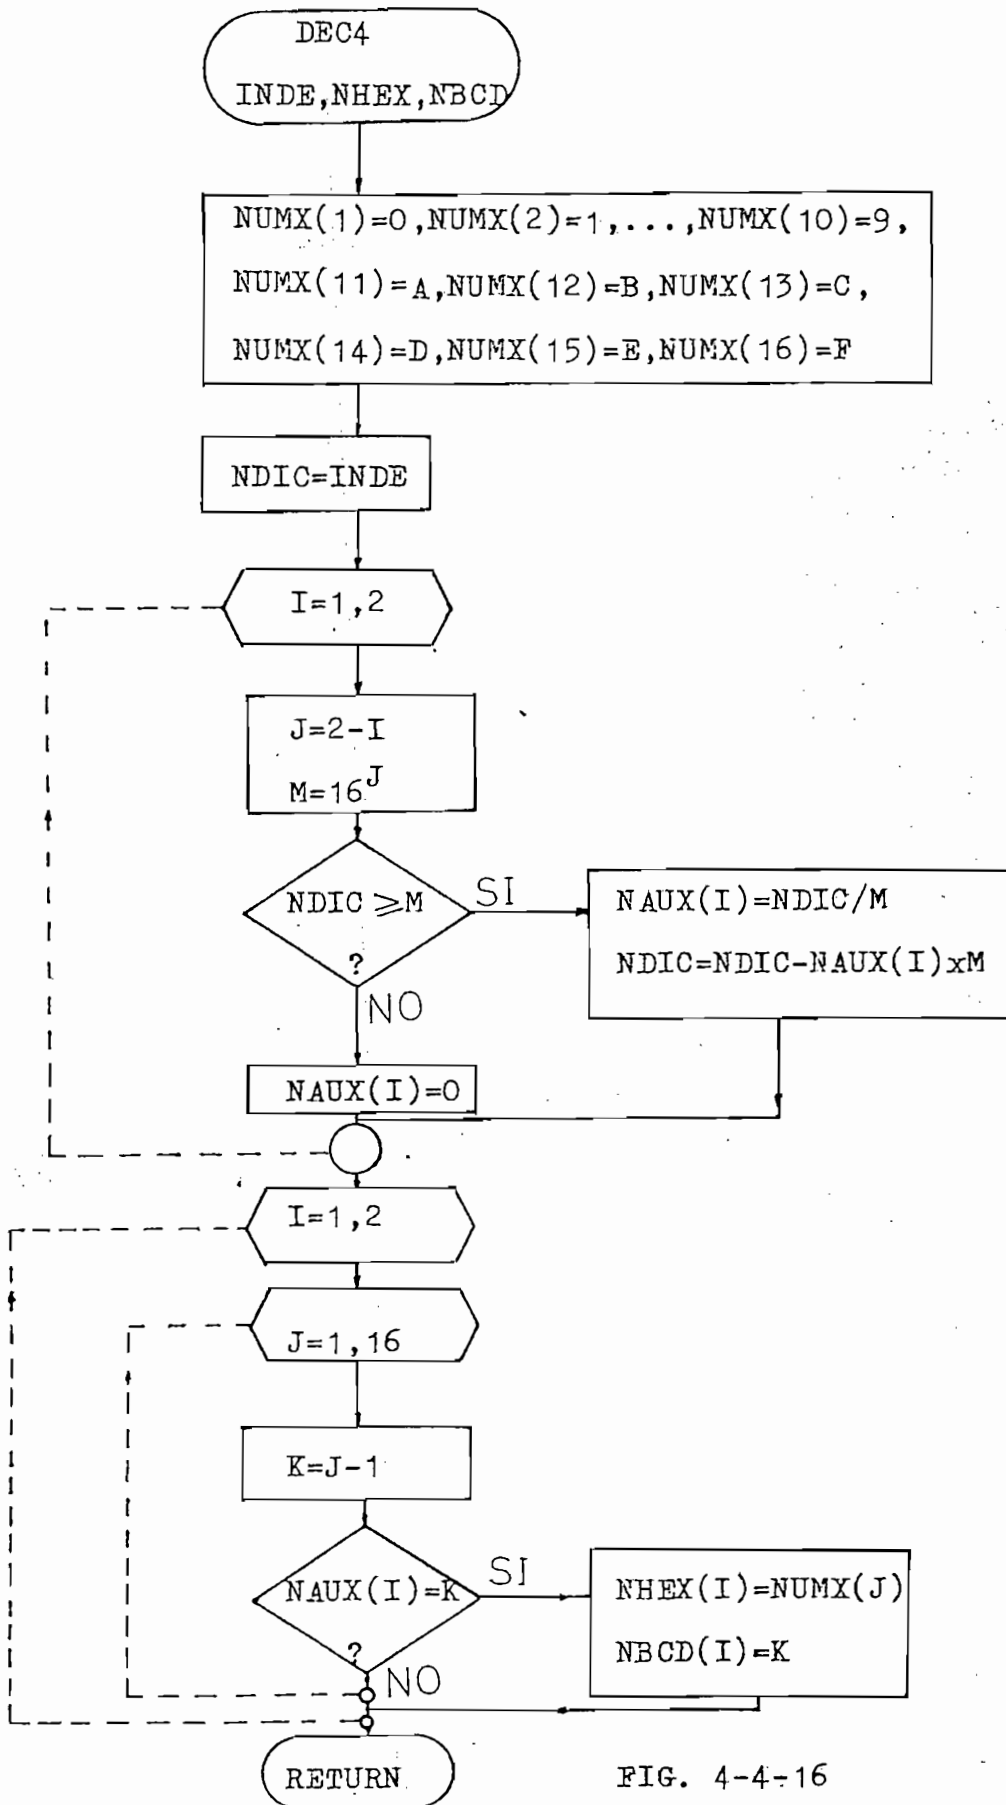 DEC4
INDE,NHEX,NBCD
NUMX(1)=0,NUMX(2)=1,...,NUMX(10)=9,
NUMX(11)=A,NUMX(12)=B,NUMX(13)=C,
NUMX(14)=D,NUMX(15)=E,NUMX(16)=F
NDIC=INDE
I=1,2
J=2-I
M=16^J
NDIC ⩾M
?
SI
NAUX(I)=NDIC/M
NDIC=NDIC-NAUX(I)xM
NO
NAUX(I)=0
I=1,2
J=1,16
K=J-1
NAUX(I)=K
?
SI
NHEX(I)=NUMX(J)
NBCD(I)=K
NO
RETURN
FIG. 4-4-16